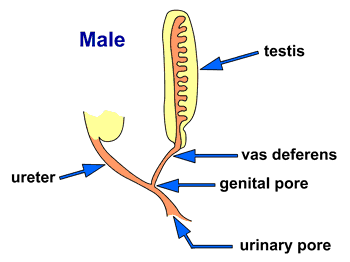 Male
testis
vas deferens
ureter
genital pore
urinary pore